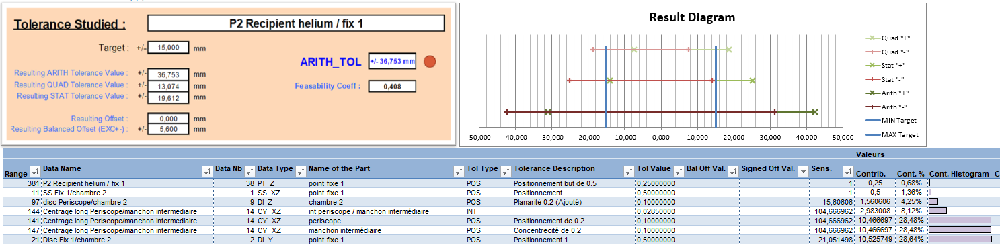 Tolerance Studied :
P2 Recipient helium / fix 1
Target : +/- 15,000 mm
ARITH_TOL +/- 36,753 mm
Resulting ARITH Tolerance Value : +/- 36,753
Resulting QUAD Tolerance Value : +/- 13,074 mm
Resulting STAT Tolerance Value : +/- 19,612
Feasability Coeff : 0,408
Resulting Offset : 0,000 mm
Resulting Balanced Offset (EXC+-) : +/- 5,600 mm
Result Diagram
Quad "+"
Quad "-"
Stat "+"
Stat "-"
Arith "+"
Arith "-"
MIN Target
MAX Target
-50,000 -40,000 -30,000 -20,000 -10,000 0,000 10,000 20,000 30,000 40,000 50,000
Valeurs
Range Data Name Data Nb Data Type Name of the Part Tol Type Tolerance Description Tol Value Bal Off Val. Signed Off Val. Sens. Contrib. Cont. % Cont. Histogram C
381 P2 Recipient helium / fix 1 38 PT_Z point fixe 1 POS Positionnement but de 0.5 0,25000000 1 0,25 0,68%
11 SS Fix 1/chambre 2 1 SS_XZ point fixe 1 POS Positionnement 0,50000000 1 0,5 1,36%
97 disc Periscope/chambre 2 9 DI_Z chambre 2 POS Planarité 0.2 (Ajouté) 0,10000000 15,60606 1,560606 4,25%
144 Centrage long Periscope/manchon intermediaire 14 CY_XZ int periscope / manchon intermédiaire INT 0,02850000 104,666962 2,983008 8,12%
141 Centrage long Periscope/manchon intermediaire 14 CY_XZ periscope POS Positionnement de 0.2 0,10000000 104,666962 10,466697 28,48%
147 Centrage long Periscope/manchon intermediaire 14 CY_XZ manchon intermédiaire POS Concentrecité de 0.2 0,10000000 104,666962 10,466697 28,48%
21 Disc Fix 1/chambre 2 2 DI_Y point fixe 1 POS Positionnement 1 0,50000000 21,051498 10,525749 28,64%